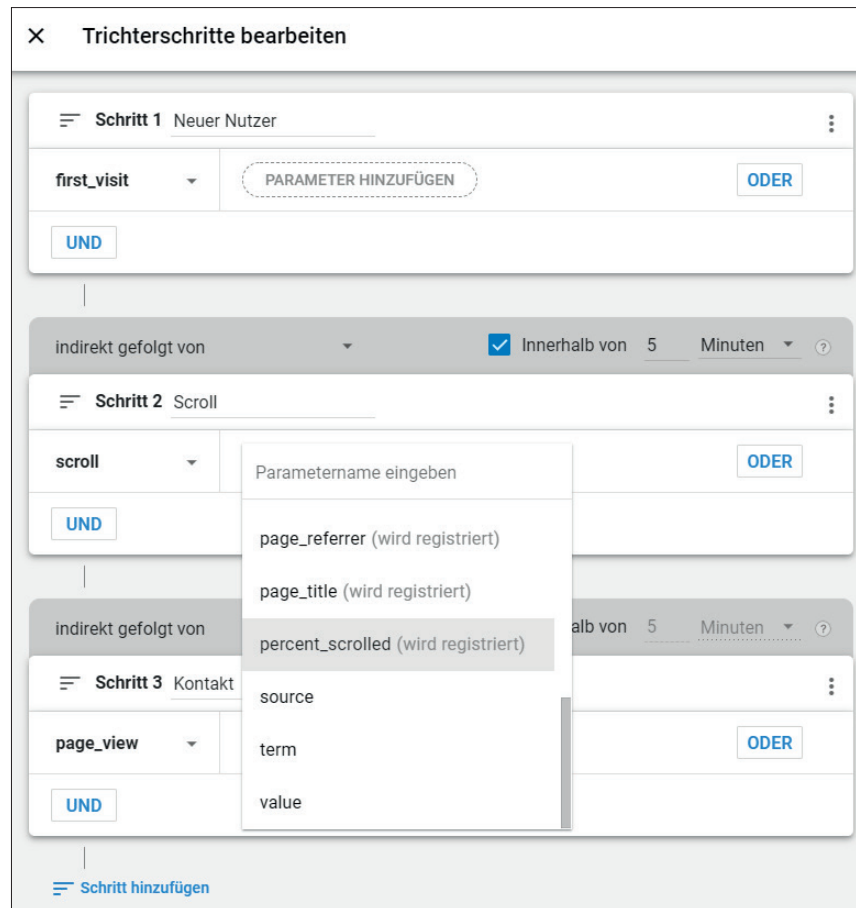 Trichterschritte bearbeiten
Schritt 1 Neuer Nutzer
first_visit PARAMETER HINZUFÜGEN ODER
UND
indirekt gefolgt von Innerhalb von 5 Minuten ?
Schritt 2 Scroll
scroll Parametername eingeben ODER
UND
page_referrer (wird registriert)
page_title (wird registriert)
indirekt gefolgt von alb von 5 Minuten ?
percent_scrolled (wird registriert)
Schritt 3 Kontakt
source
page_view term ODER
UND value
Schritt hinzufügen